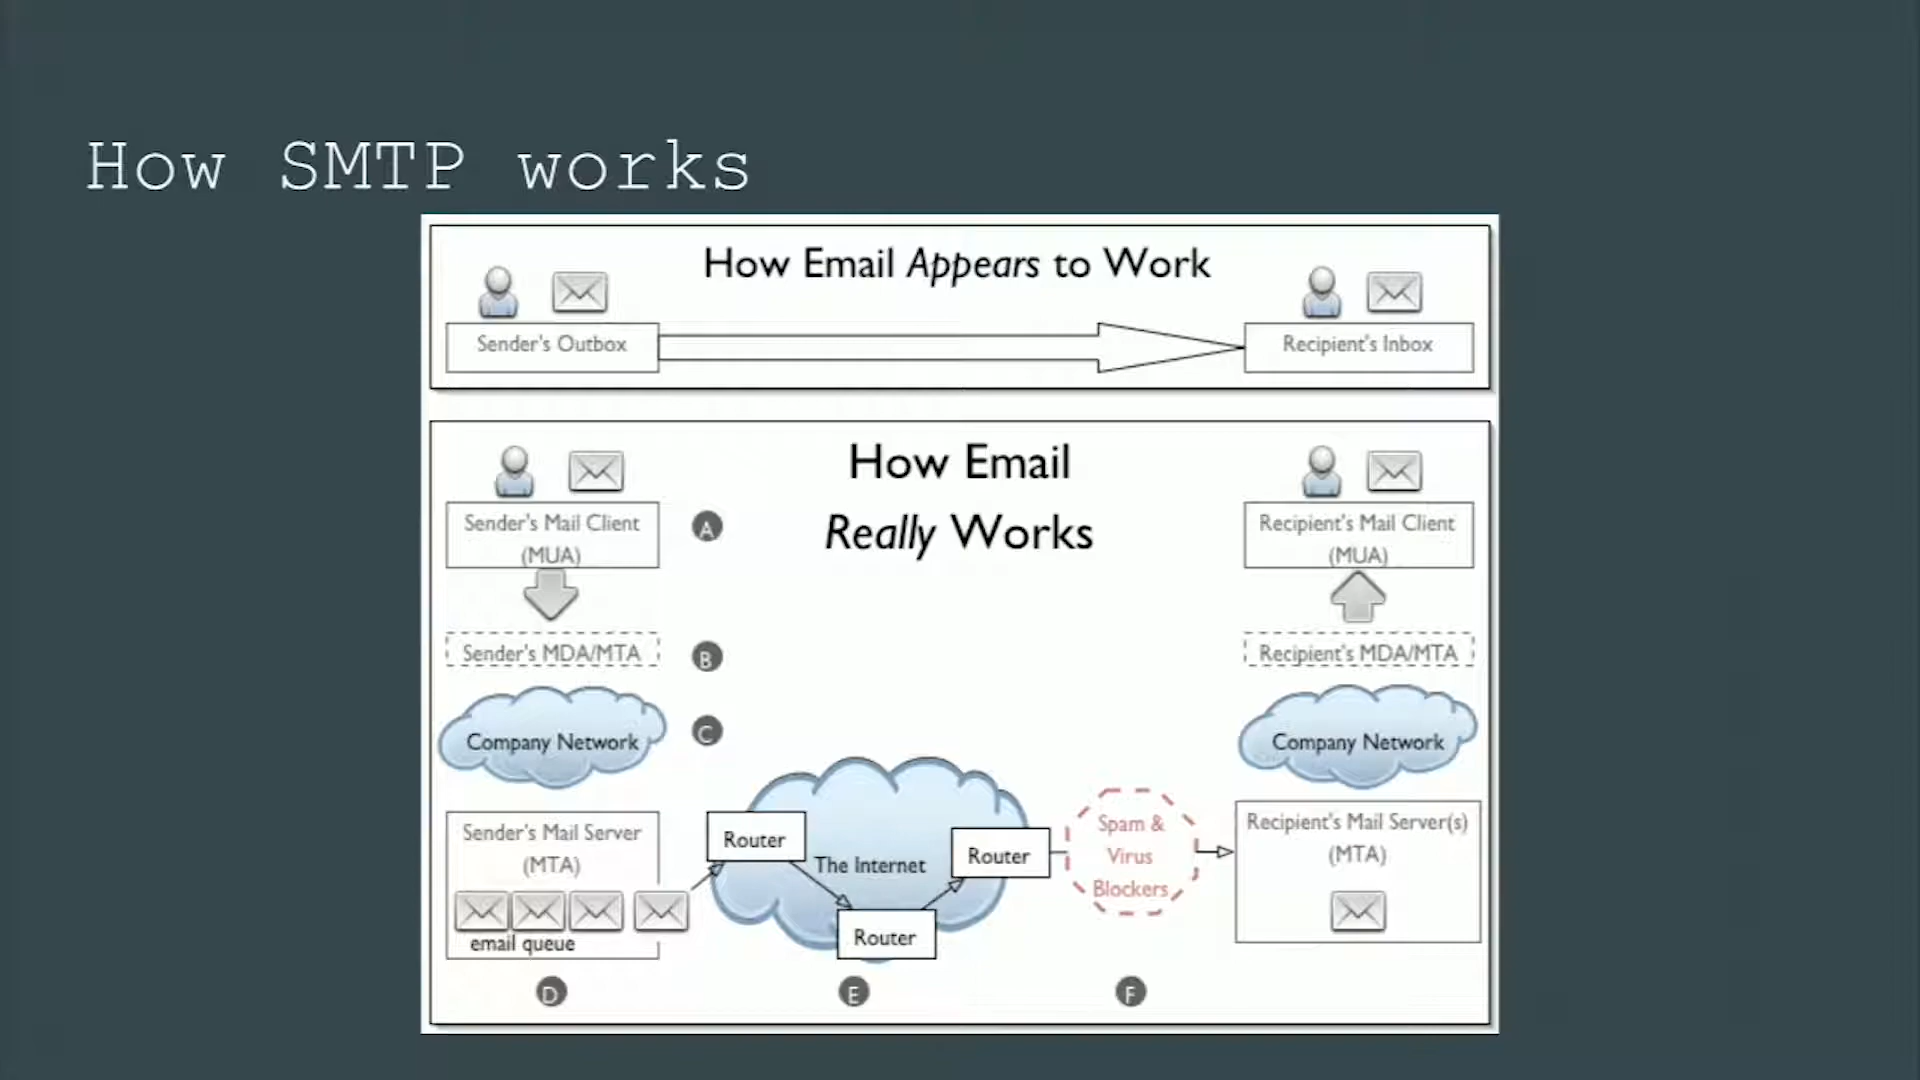 How SMTP works
How Email Appears to Work
Sender's Outbox
Recipient's Inbox
How Email
Really Works
Sender's Mail Client
(MUA)
A
Recipient's Mail Client
(MUA)
Sender's MDA/MTA
B
Recipient's MDA/MTA
Company Network
C
Company Network
Sender's Mail Server
(MTA)
email queue
Router
The Internet
Router
Router
Spam &
Virus
Blockers
Recipient's Mail Server(s)
(MTA)
D
E
F